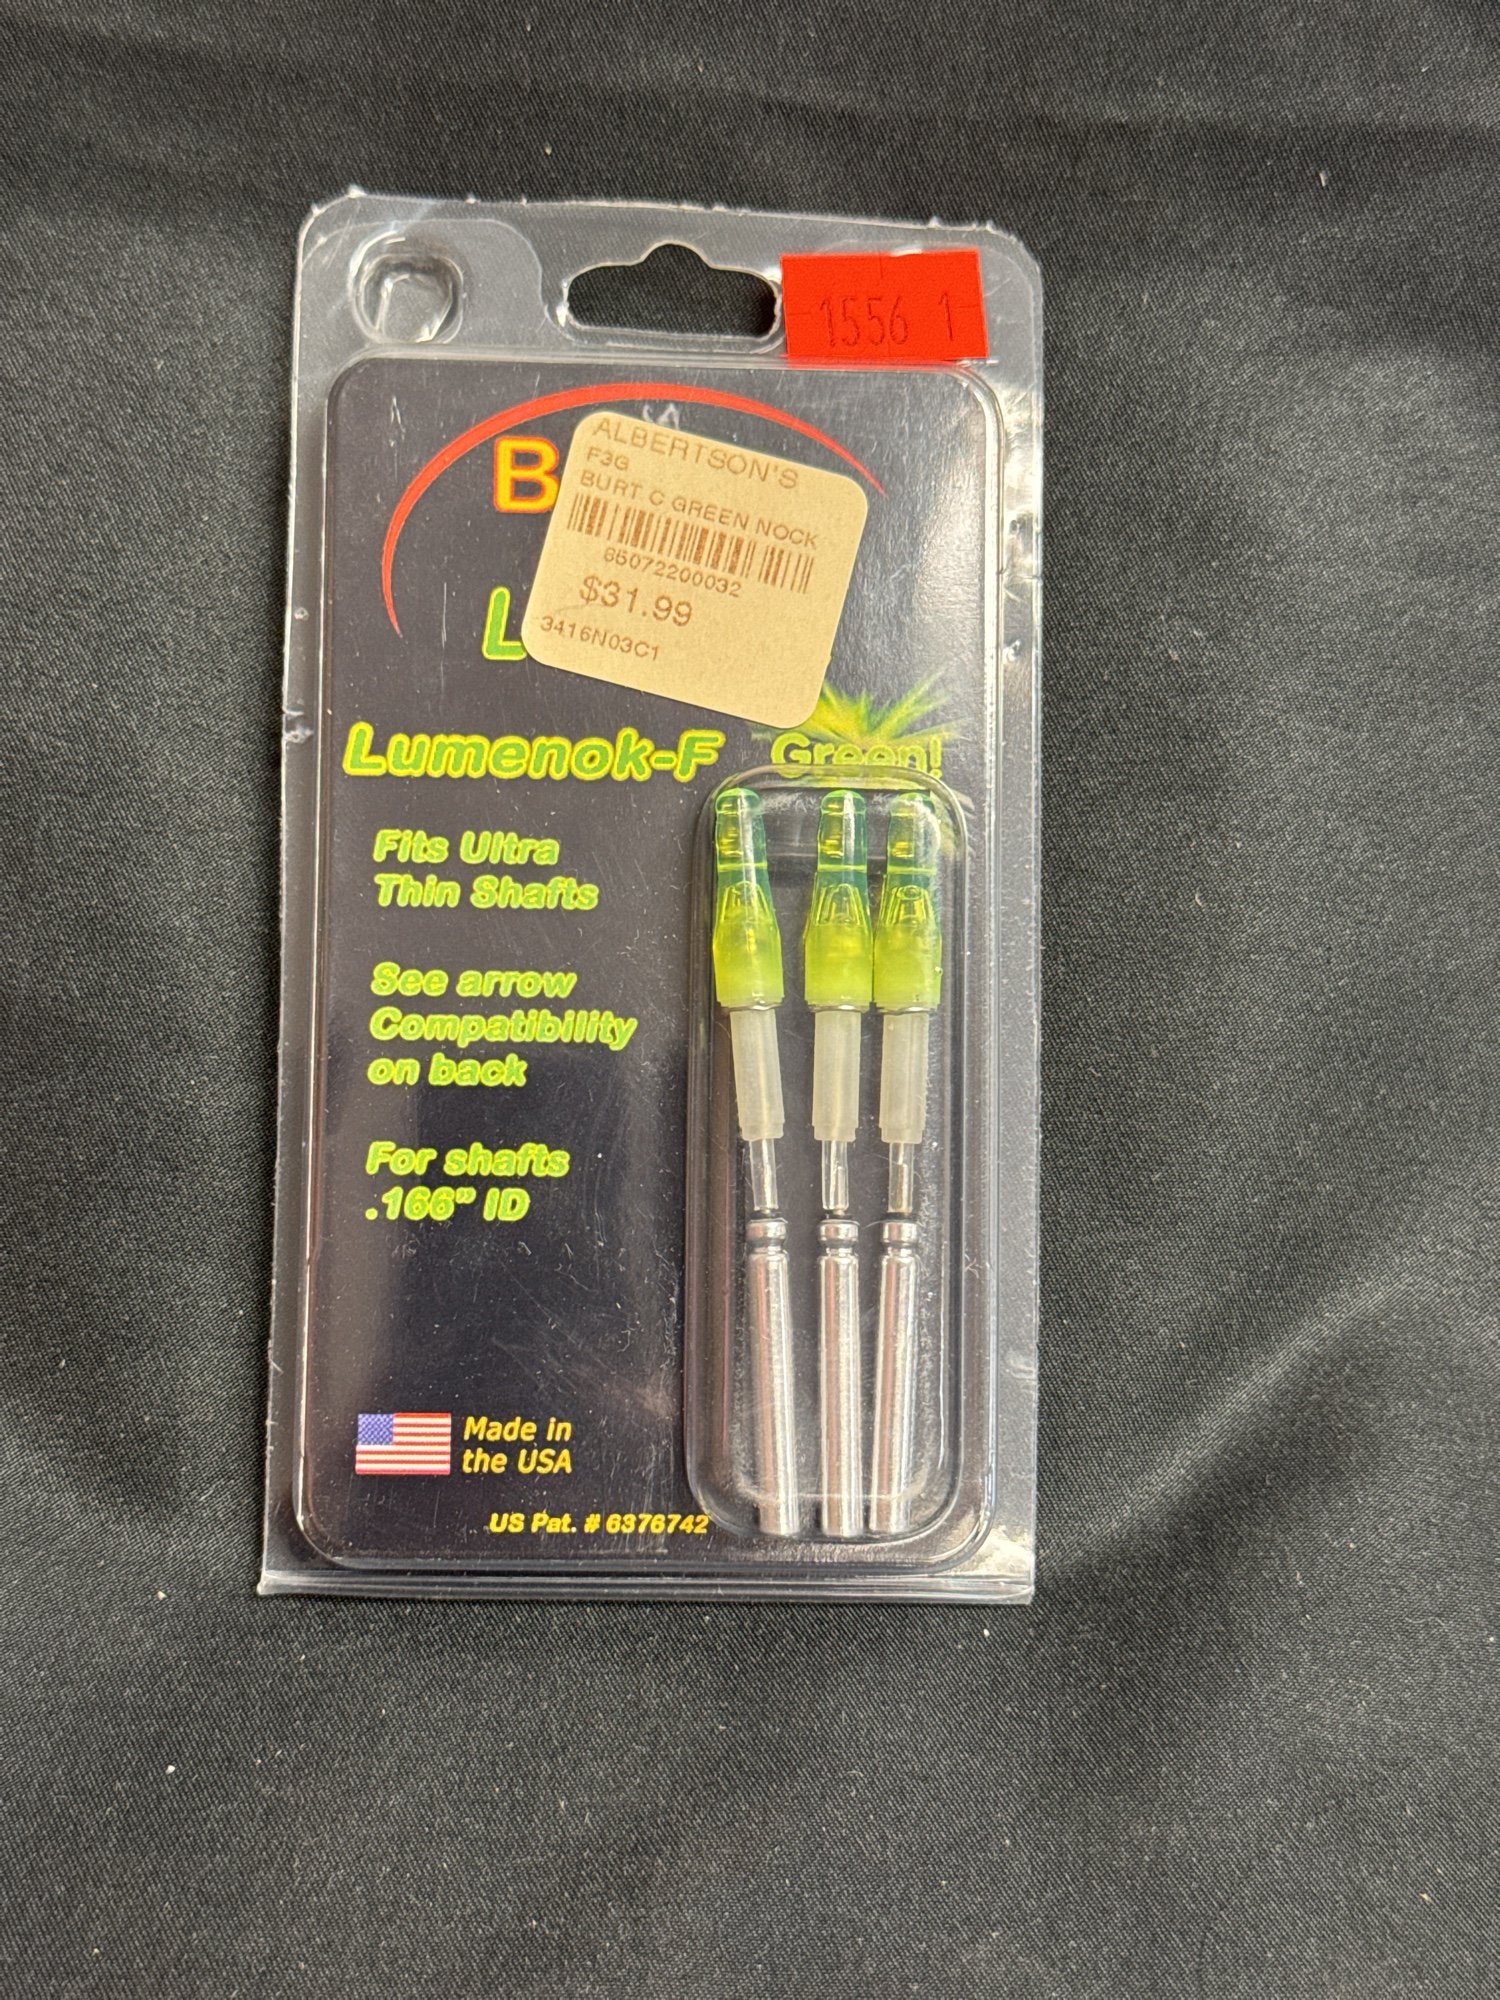 1556 1
B
ALBERTSON'S
F3G
BURT C GREEN NOCK
85072200032
$31.99
3416N03C1
L
Lumenok-F
Green!
Fits Ultra
Thin Shafts
See arrow
Compatibility
on back
For shafts
.166" ID
Made in
the USA
US Pat. # 6376742